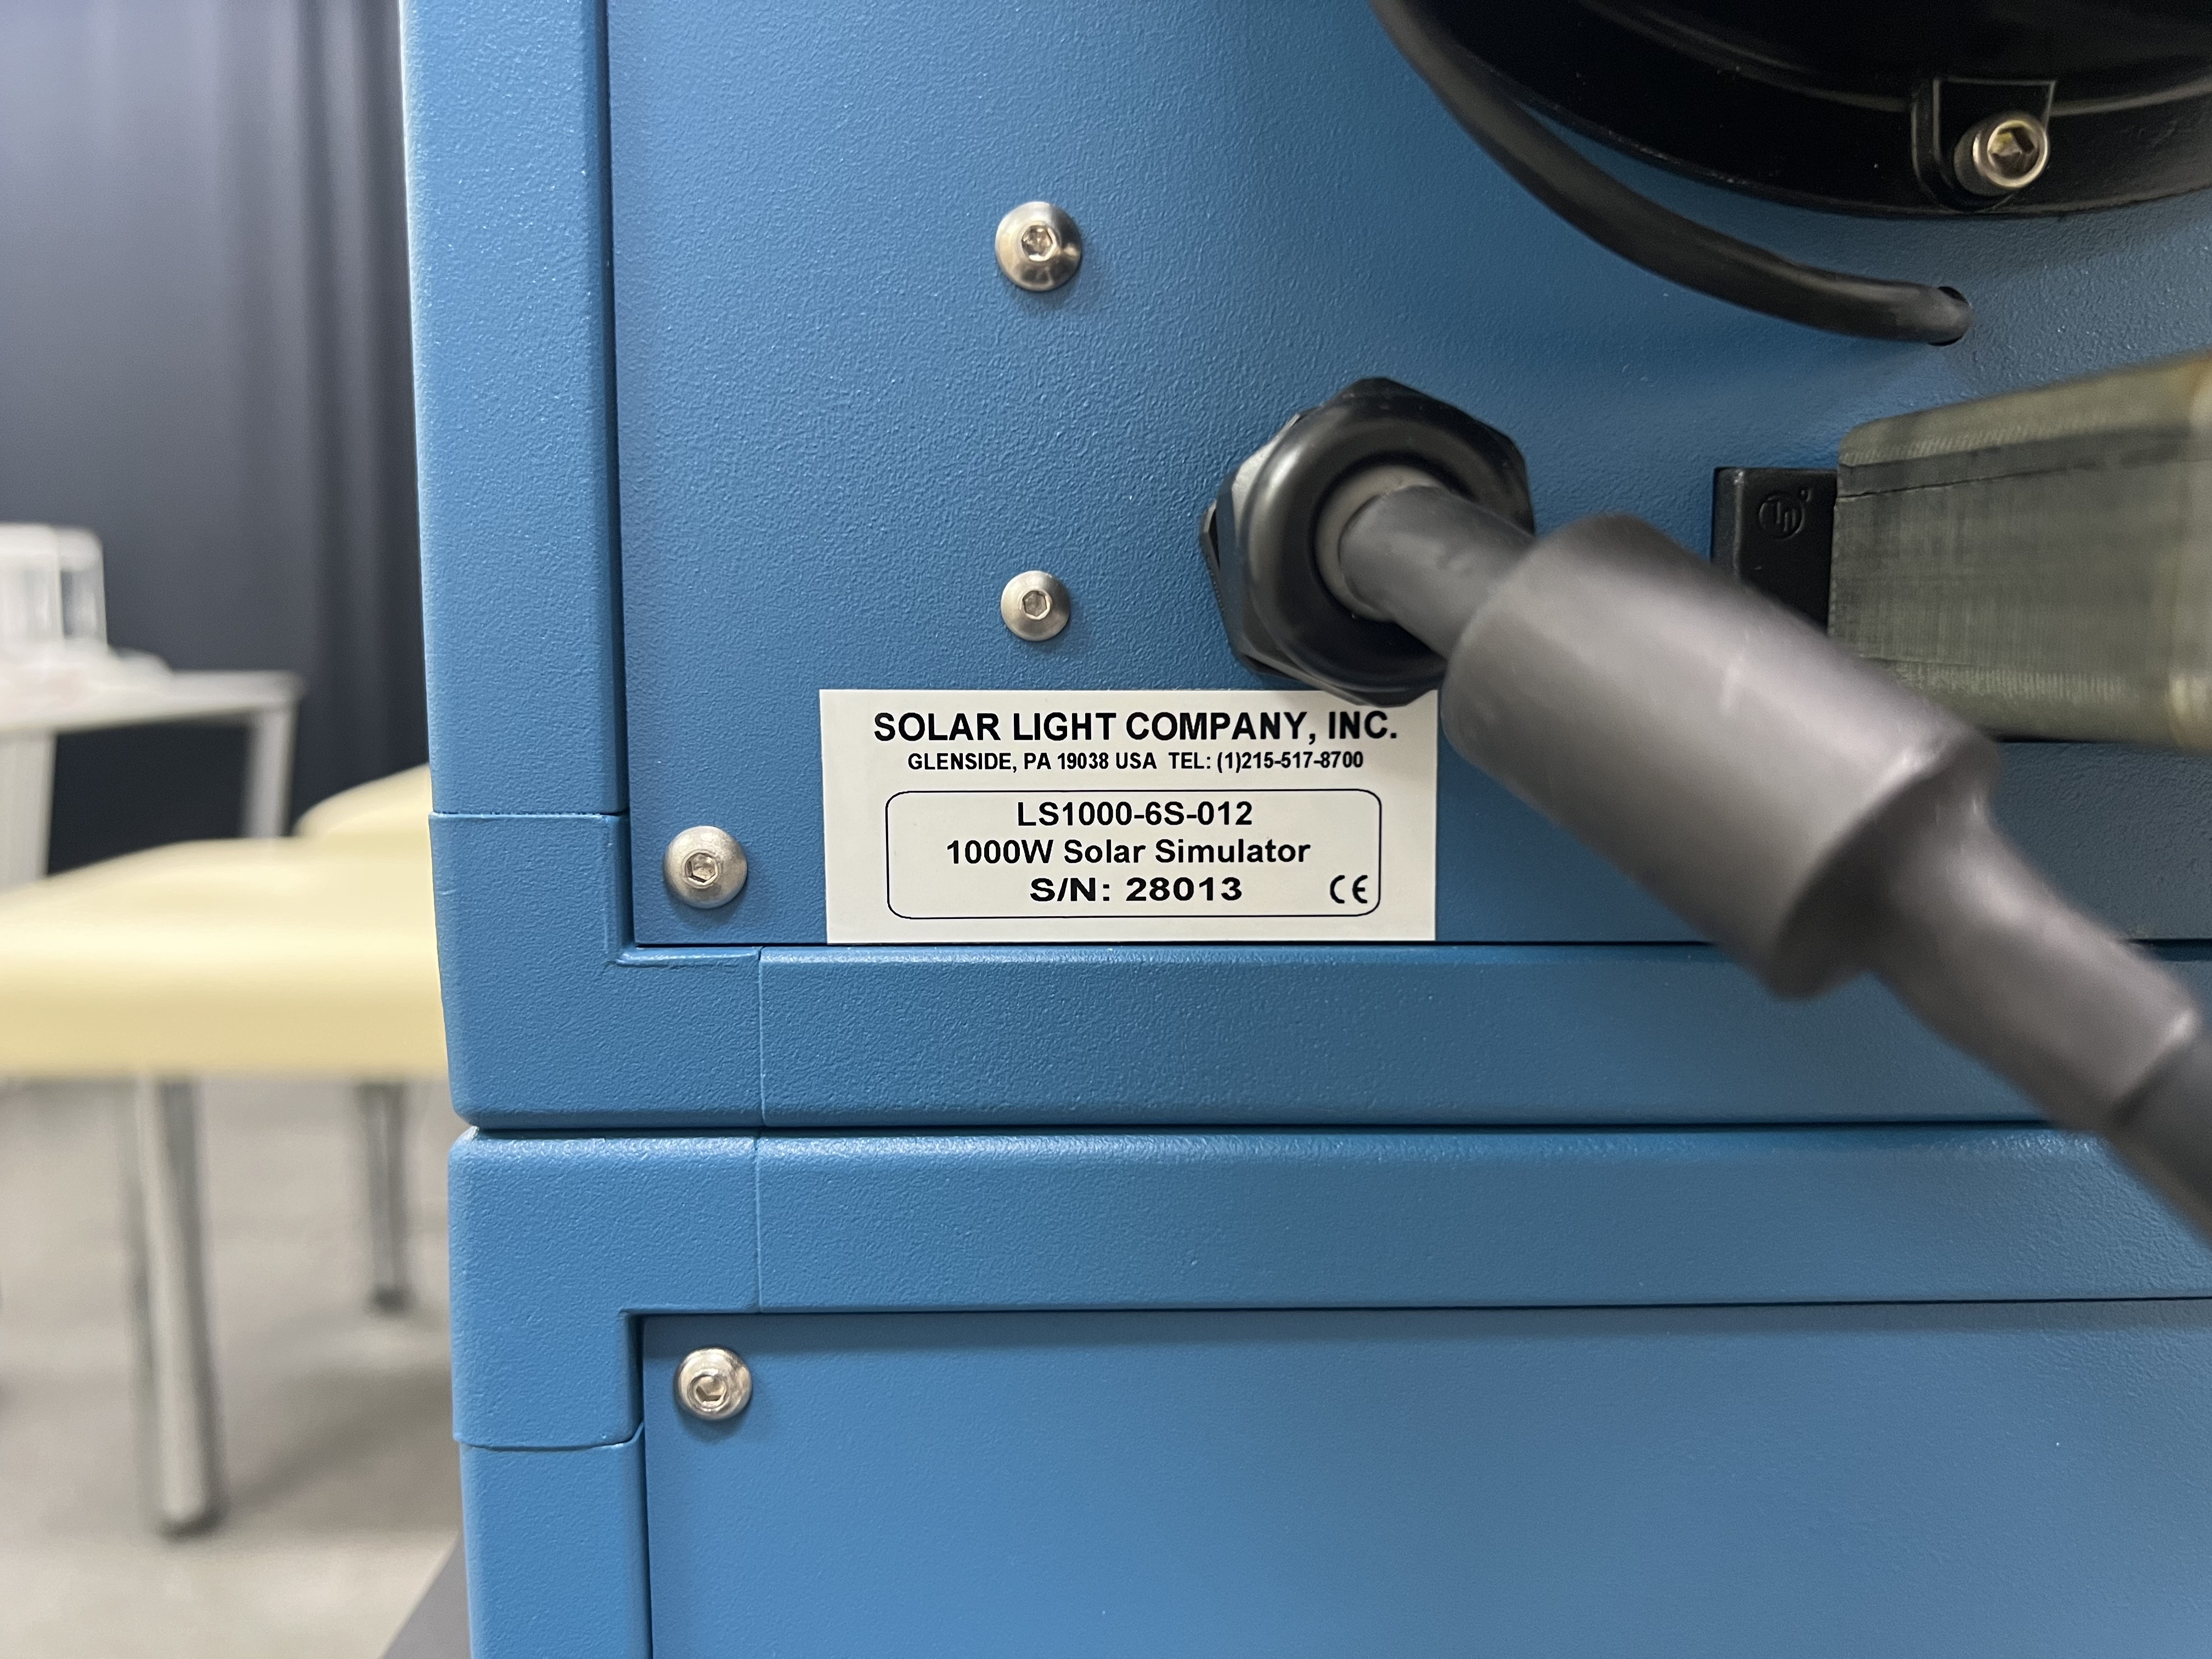 SOLAR LIGHT COMPANY, INC.
GLENSIDE, PA 19038 USA TEL: (1)215-517-8700
LS1000-6S-012
1000W Solar Simulator
S/N: 28013 CE